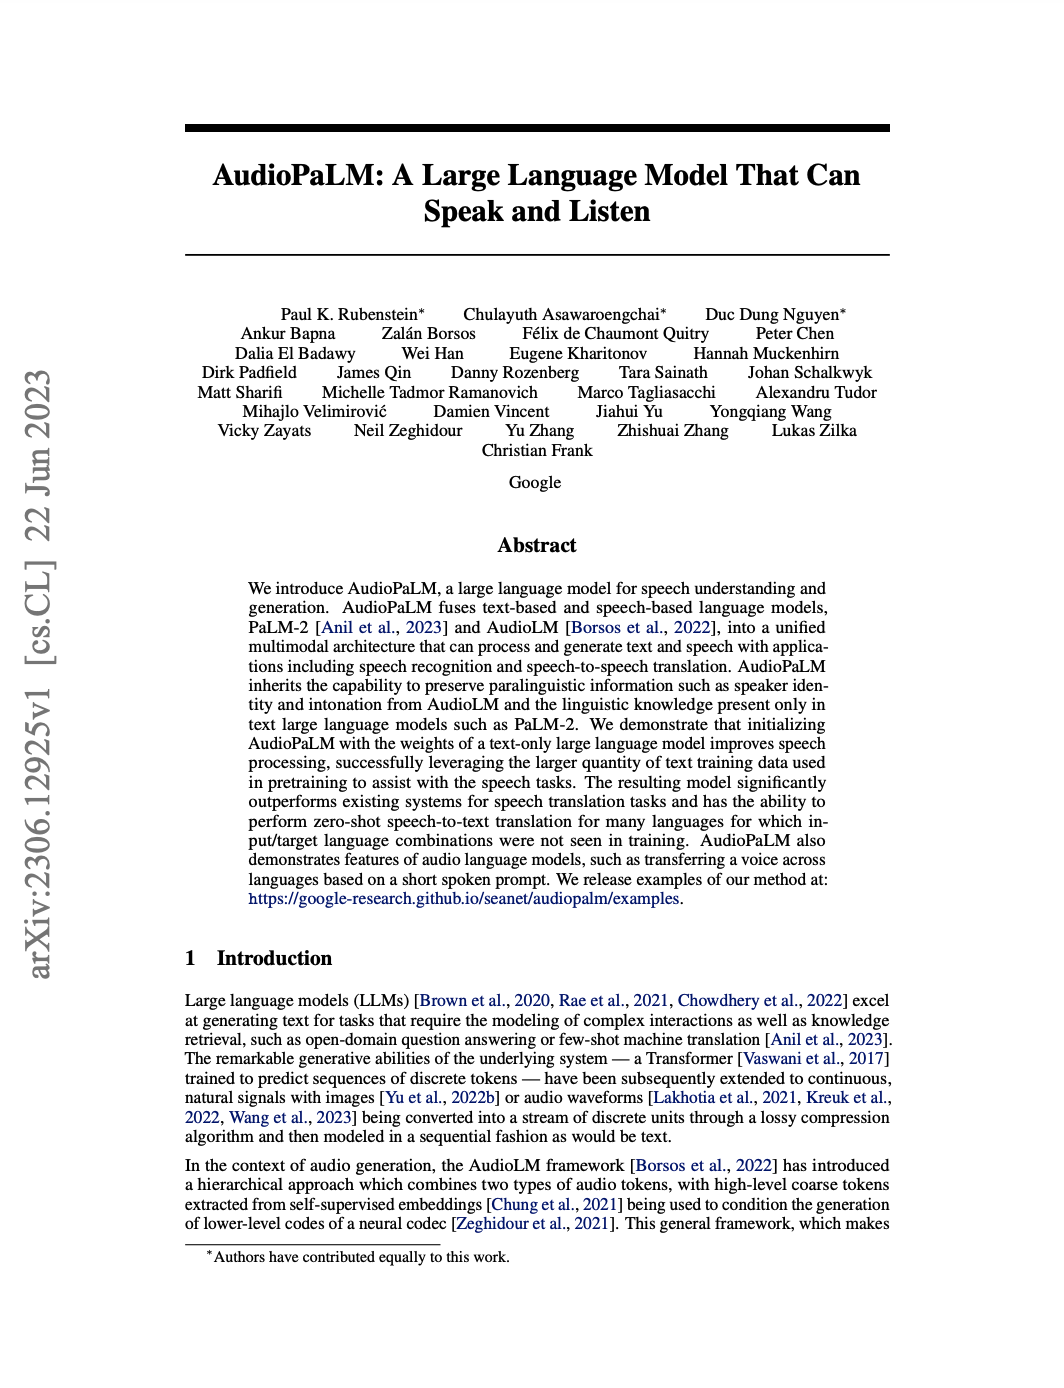 AudioPaLM: A Large Language Model That Can
Speak and Listen
Paul K. Rubenstein* Chulayuth Asawaroengchai* Duc Dung Nguyen*
Ankur Bapna Zalán Borsos Félix de Chaumont Quitry Peter Chen
Dalia El Badawy Wei Han Eugene Kharitonov Hannah Muckenhirn
Dirk Padfield James Qin Danny Rozenberg Tara Sainath Johan Schalkwyk
Matt Sharifi Michelle Tadmor Ramanovich Marco Tagliasacchi Alexandru Tudor
Mihajlo Velimirović Damien Vincent Jiahui Yu Yongqiang Wang
Vicky Zayats Neil Zeghidour Yu Zhang Zhishuai Zhang Lukas Zilka
Christian Frank
Google
Abstract
We introduce AudioPaLM, a large language model for speech understanding and
generation. AudioPaLM fuses text-based and speech-based language models,
PaLM-2 [Anil et al., 2023] and AudioLM [Borsos et al., 2022], into a unified
multimodal architecture that can process and generate text and speech with applica-
tions including speech recognition and speech-to-speech translation. AudioPaLM
inherits the capability to preserve paralinguistic information such as speaker iden-
tity and intonation from AudioLM and the linguistic knowledge present only in
text large language models such as PaLM-2. We demonstrate that initializing
AudioPaLM with the weights of a text-only large language model improves speech
processing, successfully leveraging the larger quantity of text training data used
in pretraining to assist with the speech tasks. The resulting model significantly
outperforms existing systems for speech translation tasks and has the ability to
perform zero-shot speech-to-text translation for many languages for which in-
put/target language combinations were not seen in training. AudioPaLM also
demonstrates features of audio language models, such as transferring a voice across
languages based on a short spoken prompt. We release examples of our method at:
https://google-research.github.io/seanet/audiopalm/examples.
1 Introduction
Large language models (LLMs) [Brown et al., 2020, Rae et al., 2021, Chowdhery et al., 2022] excel
at generating text for tasks that require the modeling of complex interactions as well as knowledge
retrieval, such as open-domain question answering or few-shot machine translation [Anil et al., 2023].
The remarkable generative abilities of the underlying system — a Transformer [Vaswani et al., 2017]
trained to predict sequences of discrete tokens — have been subsequently extended to continuous,
natural signals with images [Yu et al., 2022b] or audio waveforms [Lakhotia et al., 2021, Kreuk et al.,
2022, Wang et al., 2023] being converted into a stream of discrete units through a lossy compression
algorithm and then modeled in a sequential fashion as would be text.
In the context of audio generation, the AudioLM framework [Borsos et al., 2022] has introduced
a hierarchical approach which combines two types of audio tokens, with high-level coarse tokens
extracted from self-supervised embeddings [Chung et al., 2021] being used to condition the generation
of lower-level codes of a neural codec [Zeghidour et al., 2021]. This general framework, which makes
*Authors have contributed equally to this work.
arXiv:2306.12925v1 [cs.CL] 22 Jun 2023